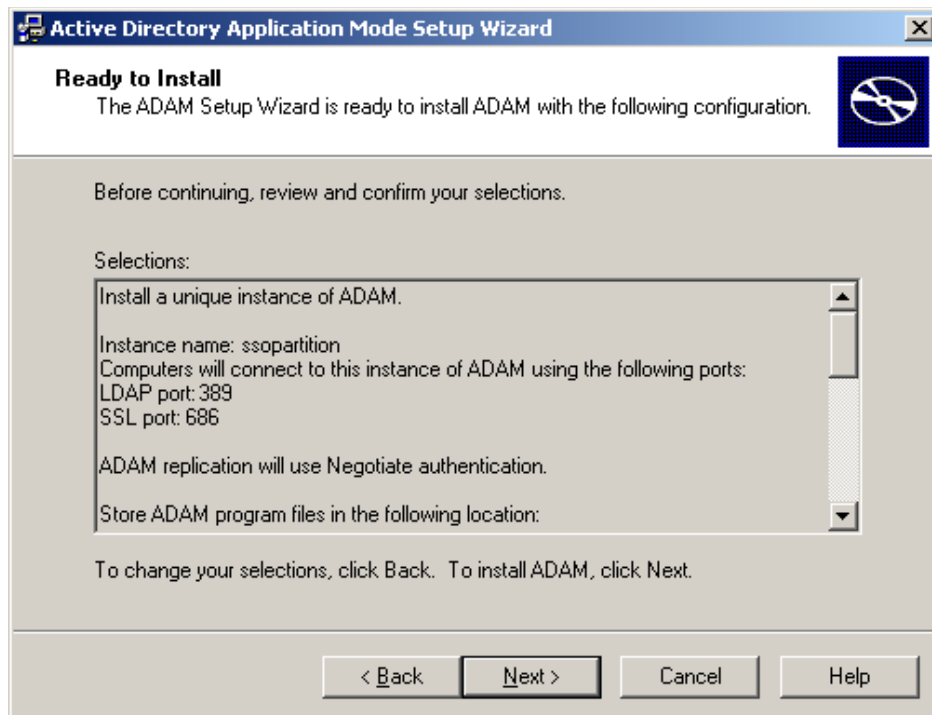 Active Directory Application Mode Setup Wizard
Ready to Install
The ADAM Setup Wizard is ready to install ADAM with the following configuration.
Before continuing, review and confirm your selections.
Selections:
Install a unique instance of ADAM.
Instance name: ssopartition
Computers will connect to this instance of ADAM using the following ports:
LDAP port: 389
SSL port: 686
ADAM replication will use Negotiate authentication.
Store ADAM program files in the following location:
To change your selections, click Back. To install ADAM, click Next.
< Back Next > Cancel Help